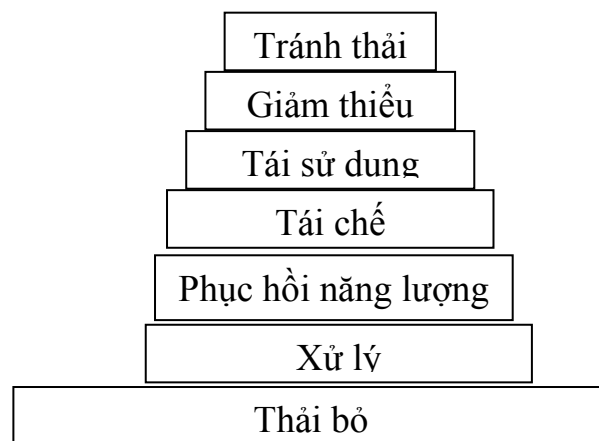 Tránh thải
Giảm thiểu
Tái sử dụng
Tái chế
Phục hồi năng lượng
Xử lý
Thải bỏ